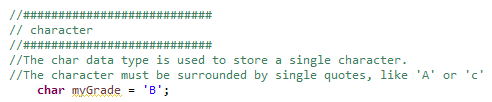 //###########################
// character
//###########################
//The char data type is used to store a single character.
//The character must be surrounded by single quotes, like 'A' or 'c'
char myGrade = 'B';